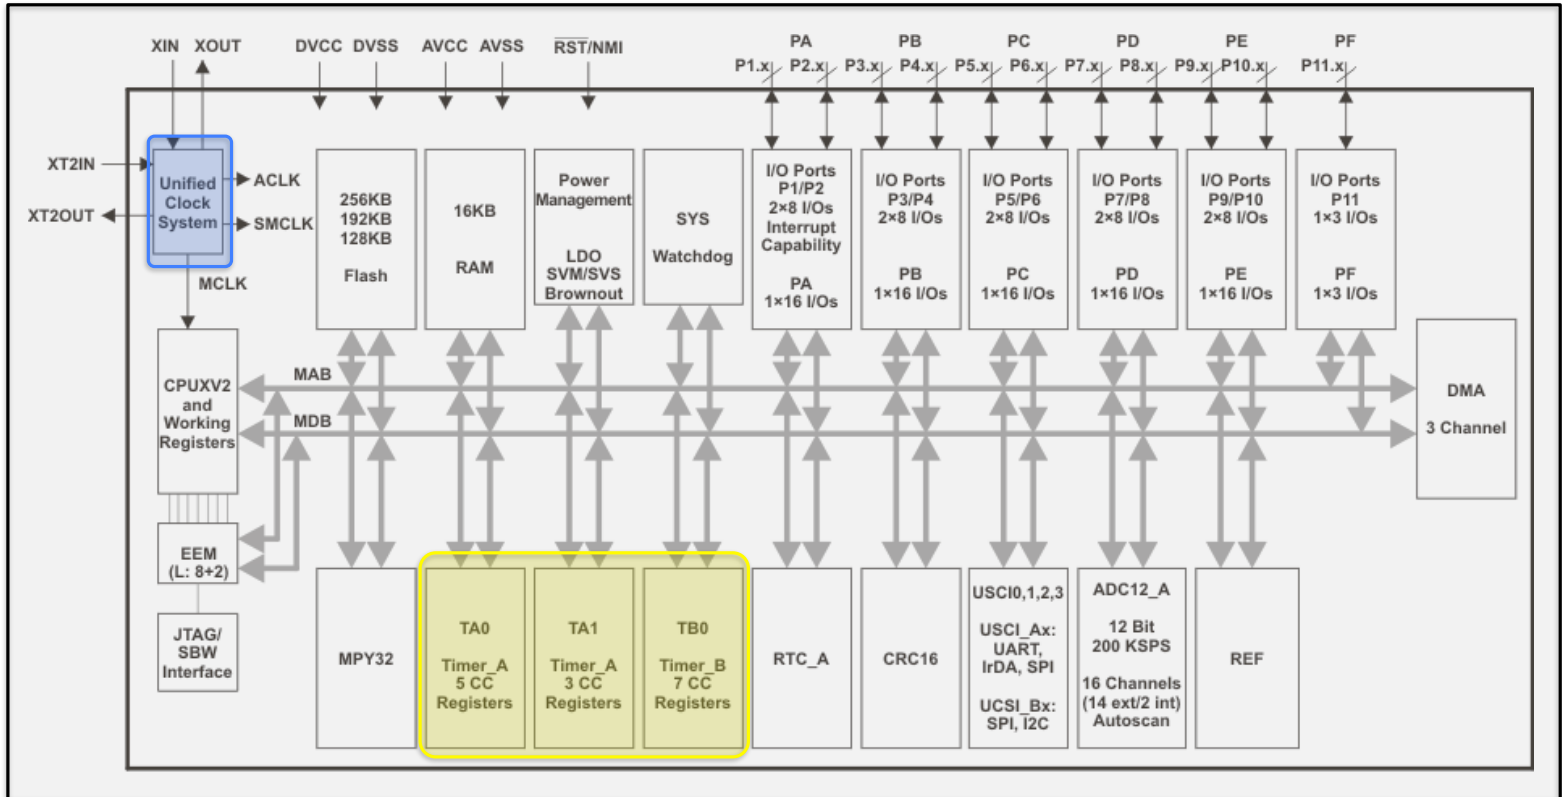 XIN XOUT DVCC DVSS AVCC AVSS RST/NMI PA PB PC PD PE PF
P1.x P2.x P3.x P4.x P5.x P6.x P7.x P8.x P9.x P10.x P11.x
XT2IN
XT2OUT
Unified
Clock
System
ACLK
SMCLK
MCLK
256KB
192KB
128KB
Flash
16KB
RAM
Power
Management
LDO
SVM/SVS
Brownout
SYS
Watchdog
I/O Ports
P1/P2
2×8 I/Os
Interrupt
Capability
PA
1×16 I/Os
I/O Ports
P3/P4
2×8 I/Os
PB
1×16 I/Os
I/O Ports
P5/P6
2×8 I/Os
PC
1×16 I/Os
I/O Ports
P7/P8
2×8 I/Os
PD
1×16 I/Os
I/O Ports
P9/P10
2×8 I/Os
PE
1×16 I/Os
I/O Ports
P11
1×3 I/Os
PF
1×3 I/Os
CPUXV2
and
Working
Registers
MAB
MDB
DMA
3 Channel
EEM
(L: 8+2)
JTAG/
SBW
Interface
MPY32
TA0
Timer_A
5 CC
Registers
TA1
Timer_A
3 CC
Registers
TB0
Timer_B
7 CC
Registers
RTC_A
CRC16
USCI0,1,2,3
USCI_Ax:
UART,
IrDA, SPI
UCSI_Bx:
SPI, I2C
ADC12_A
12 Bit
200 KSPS
16 Channels
(14 ext/2 int)
Autoscan
REF